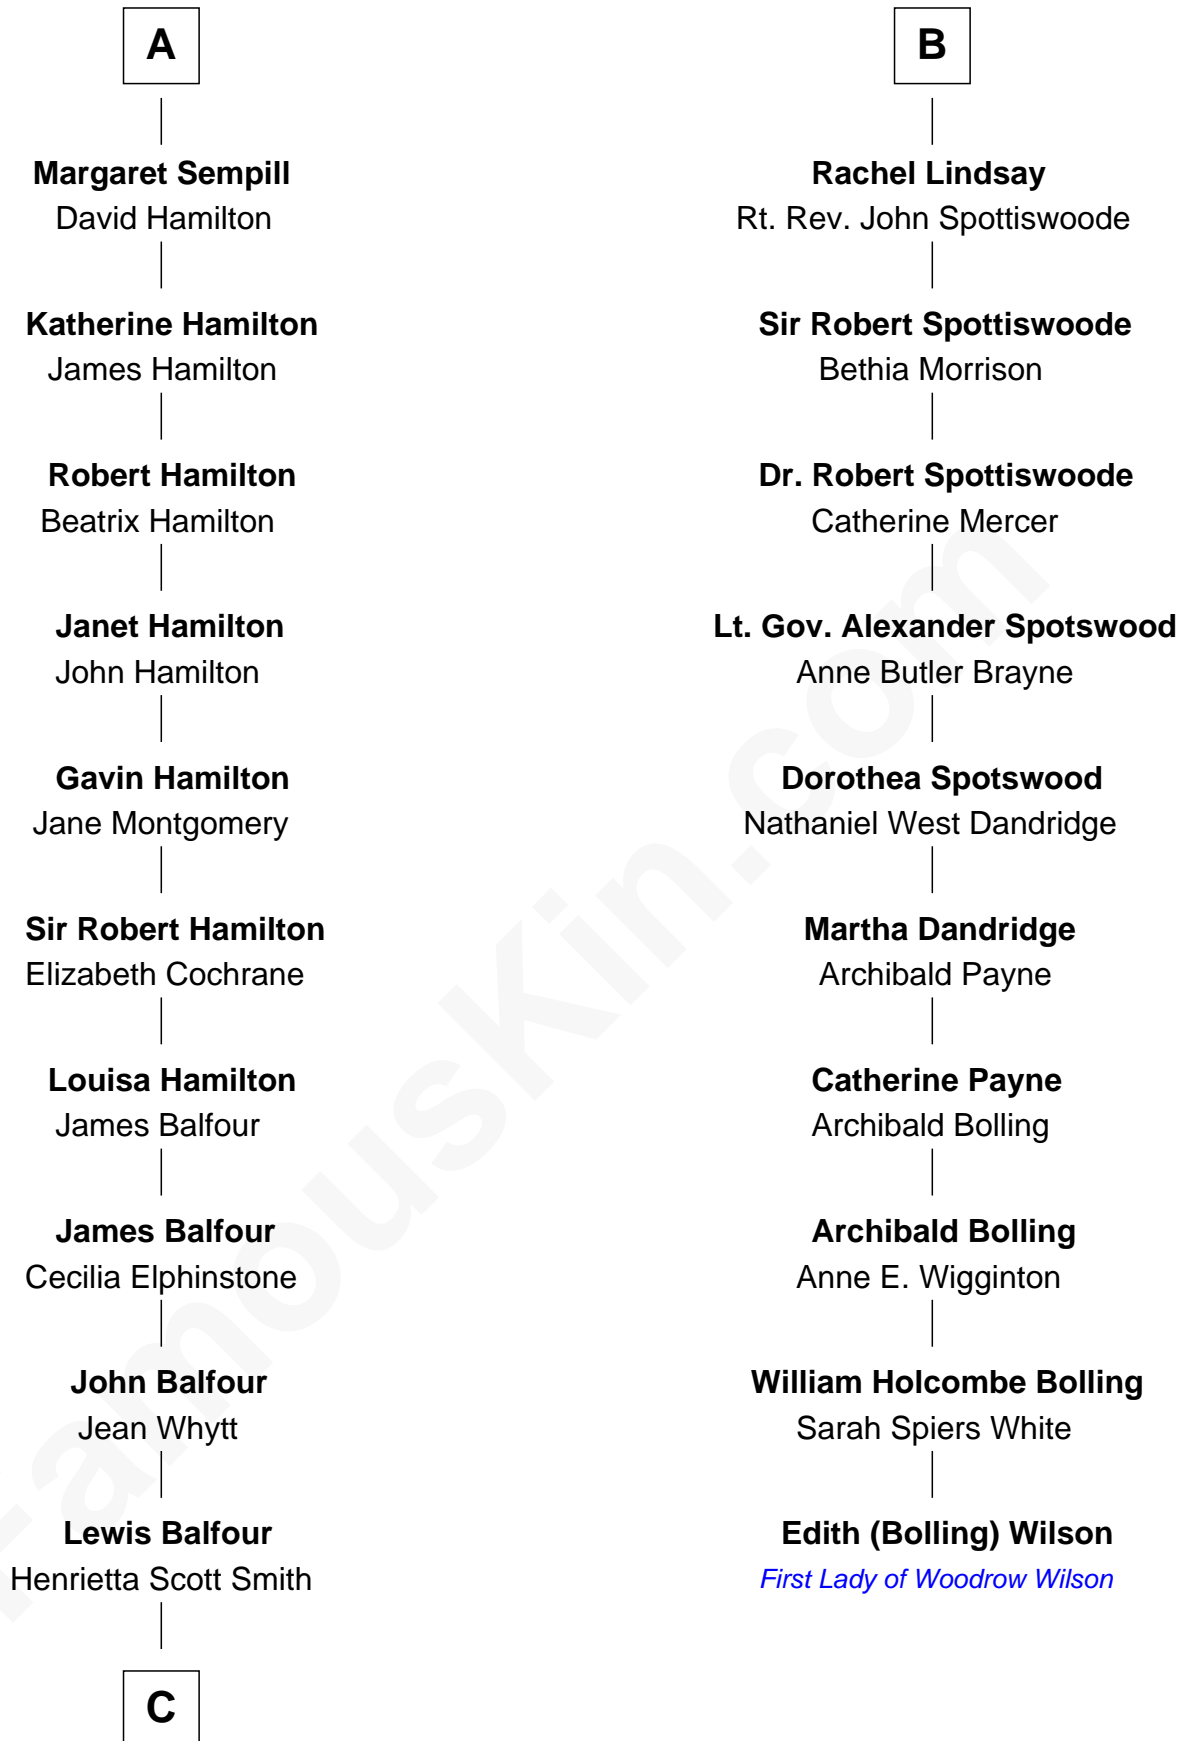 A
Margaret Sempill
David Hamilton
Katherine Hamilton
James Hamilton
Robert Hamilton
Beatrix Hamilton
Janet Hamilton
John Hamilton
Gavin Hamilton
Jane Montgomery
Sir Robert Hamilton
Elizabeth Cochrane
Louisa Hamilton
James Balfour
James Balfour
Cecilia Elphinstone
John Balfour
Jean Whytt
Lewis Balfour
Henrietta Scott Smith
C
B
Rachel Lindsay
Rt. Rev. John Spottiswoode
Sir Robert Spottiswoode
Bethia Morrison
Dr. Robert Spottiswoode
Catherine Mercer
Lt. Gov. Alexander Spotswood
Anne Butler Brayne
Dorothea Spotswood
Nathaniel West Dandridge
Martha Dandridge
Archibald Payne
Catherine Payne
Archibald Bolling
Archibald Bolling
Anne E. Wigginton
William Holcombe Bolling
Sarah Spiers White
Edith (Bolling) Wilson
First Lady of Woodrow Wilson
FamousKin.com